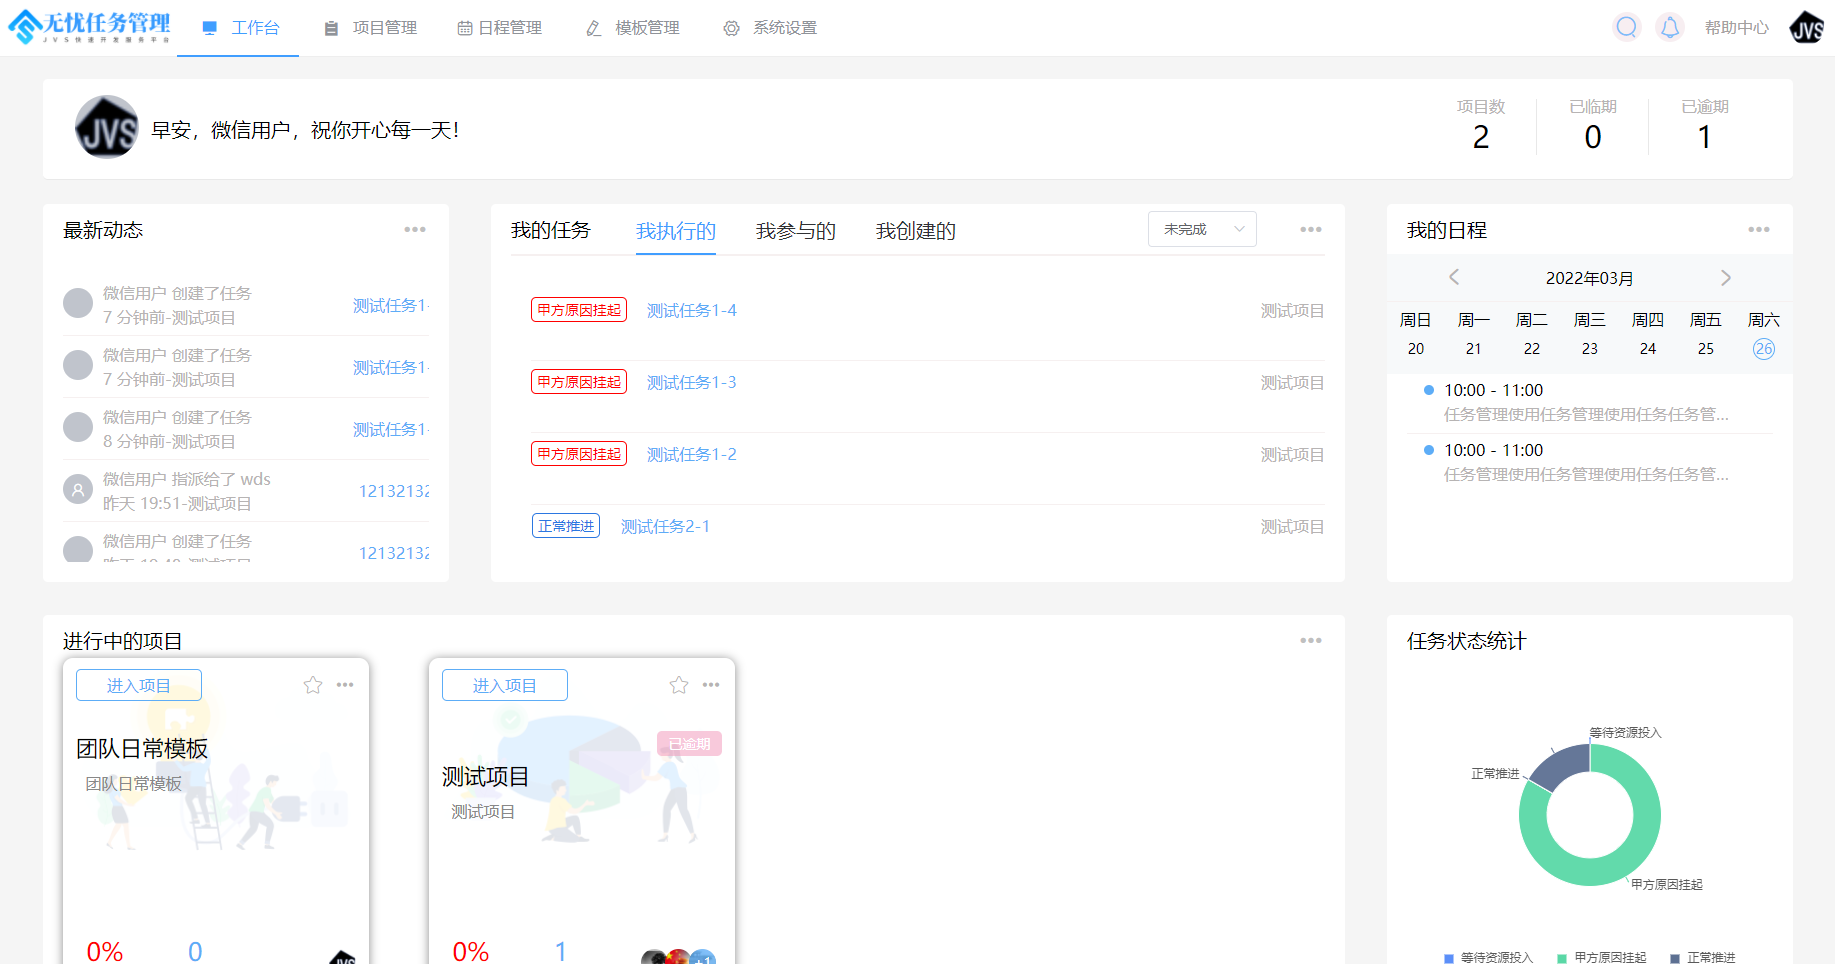 无忧任务管理
JVS快速开发服务平台
工作台
项目管理
日程管理
模板管理
系统设置
帮助中心
JVS
JVS
早安，微信用户，祝你开心每一天！
项目数
2
已临期
0
已逾期
1
最新动态
微信用户 创建了任务
7 分钟前-测试项目
测试任务1-
微信用户 创建了任务
7 分钟前-测试项目
测试任务1-
微信用户 创建了任务
8 分钟前-测试项目
测试任务1-
微信用户 指派给了 wds
昨天 19:51-测试项目
12132132
微信用户 创建了任务
12132132
我的任务
我执行的
我参与的
我创建的
未完成
甲方原因挂起 测试任务1-4 测试项目
甲方原因挂起 测试任务1-3 测试项目
甲方原因挂起 测试任务1-2 测试项目
正常推进 测试任务2-1 测试项目
我的日程
2022年03月
周日 周一 周二 周三 周四 周五 周六
20 21 22 23 24 25 26
10:00 - 11:00
任务管理使用任务管理使用任务任务管...
10:00 - 11:00
任务管理使用任务管理使用任务任务管...
进行中的项目
进入项目
团队日常模板
团队日常模板
0%
0
JVS
进入项目
已逾期
测试项目
测试项目
0%
1
+1
任务状态统计
等待资源投入
正常推进
甲方原因挂起
等待资源投入 甲方原因挂起 正常推进